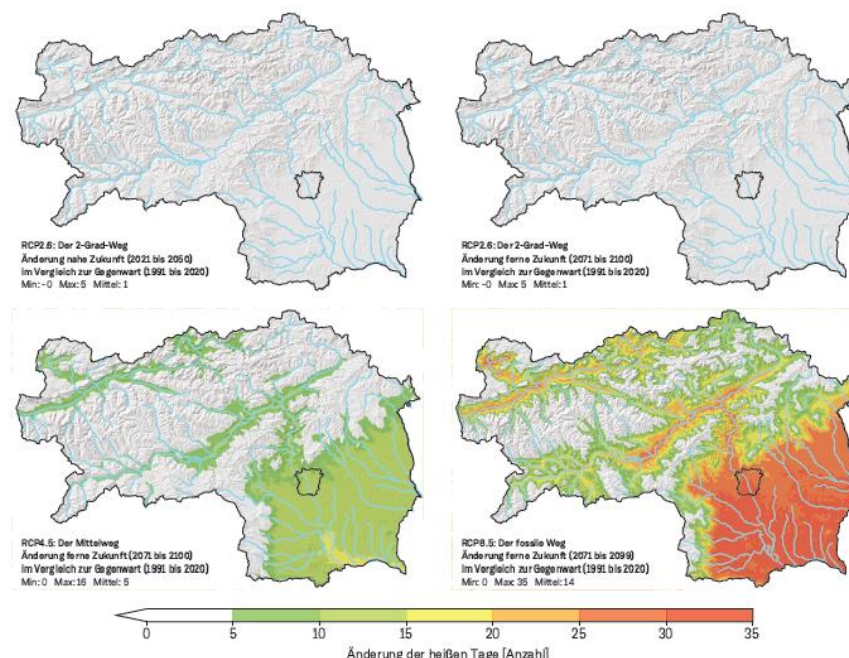 RCP2.6: Der 2-Grad-Weg
Änderung nahe Zukunft (2021 bis 2050)
Im Vergleich zur Gegenwart (1991 bis 2020)
Min: -0 Max: 5 Mittel: 1
RCP2.6: Der 2-Grad-Weg
Änderung ferne Zukunft (2071 bis 2100)
Im Vergleich zur Gegenwart (1991 bis 2020)
Min: -0 Max: 5 Mittel: 1
RCP4.5: Der Mittelweg
Änderung ferne Zukunft (2071 bis 2100)
Im Vergleich zur Gegenwart (1991 bis 2020)
Min: 0 Max: 16 Mittel: 5
RCP8.5: Der fossile Weg
Änderung ferne Zukunft (2071 bis 2099)
Im Vergleich zur Gegenwart (1991 bis 2020)
Min: 0 Max: 35 Mittel: 14
0 5 10 15 20 25 30 35
Änderung der heißen Tage [Anzahl]